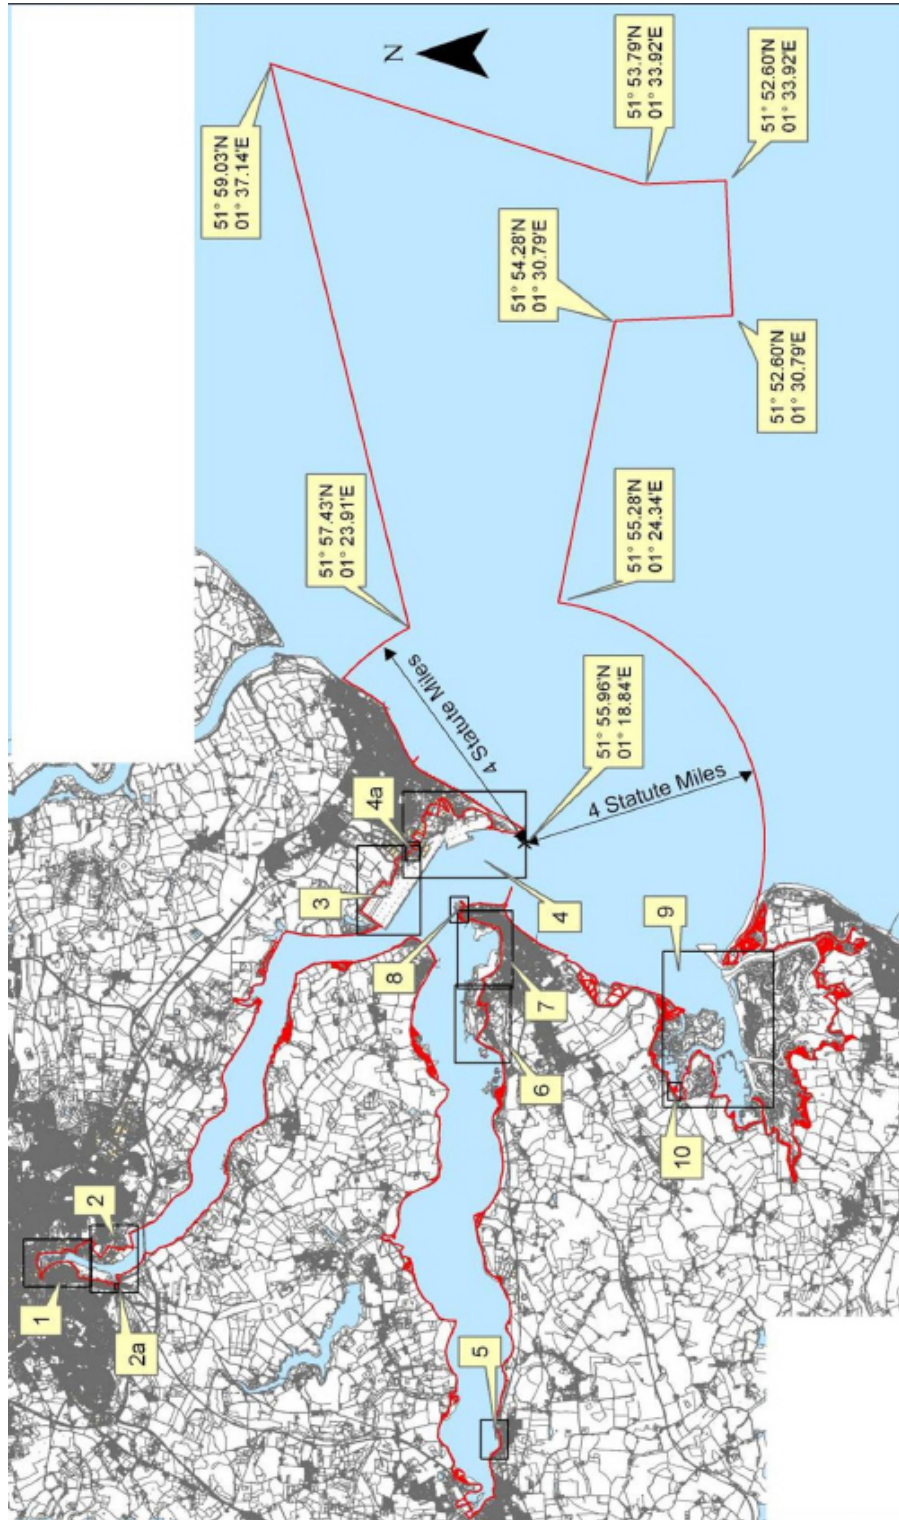 N
51° 59.03'N
01° 37.14'E
51° 53.79'N
01° 33.92'E
51° 52.60'N
01° 33.92'E
51° 54.28'N
01° 30.79'E
51° 52.60'N
01° 30.79'E
51° 57.43'N
01° 23.91'E
51° 55.28'N
01° 24.34'E
51° 55.96'N
01° 18.84'E
4 Statute Miles
4 Statute Miles
1
2
2a
3
4a
4
5
6
7
8
9
10